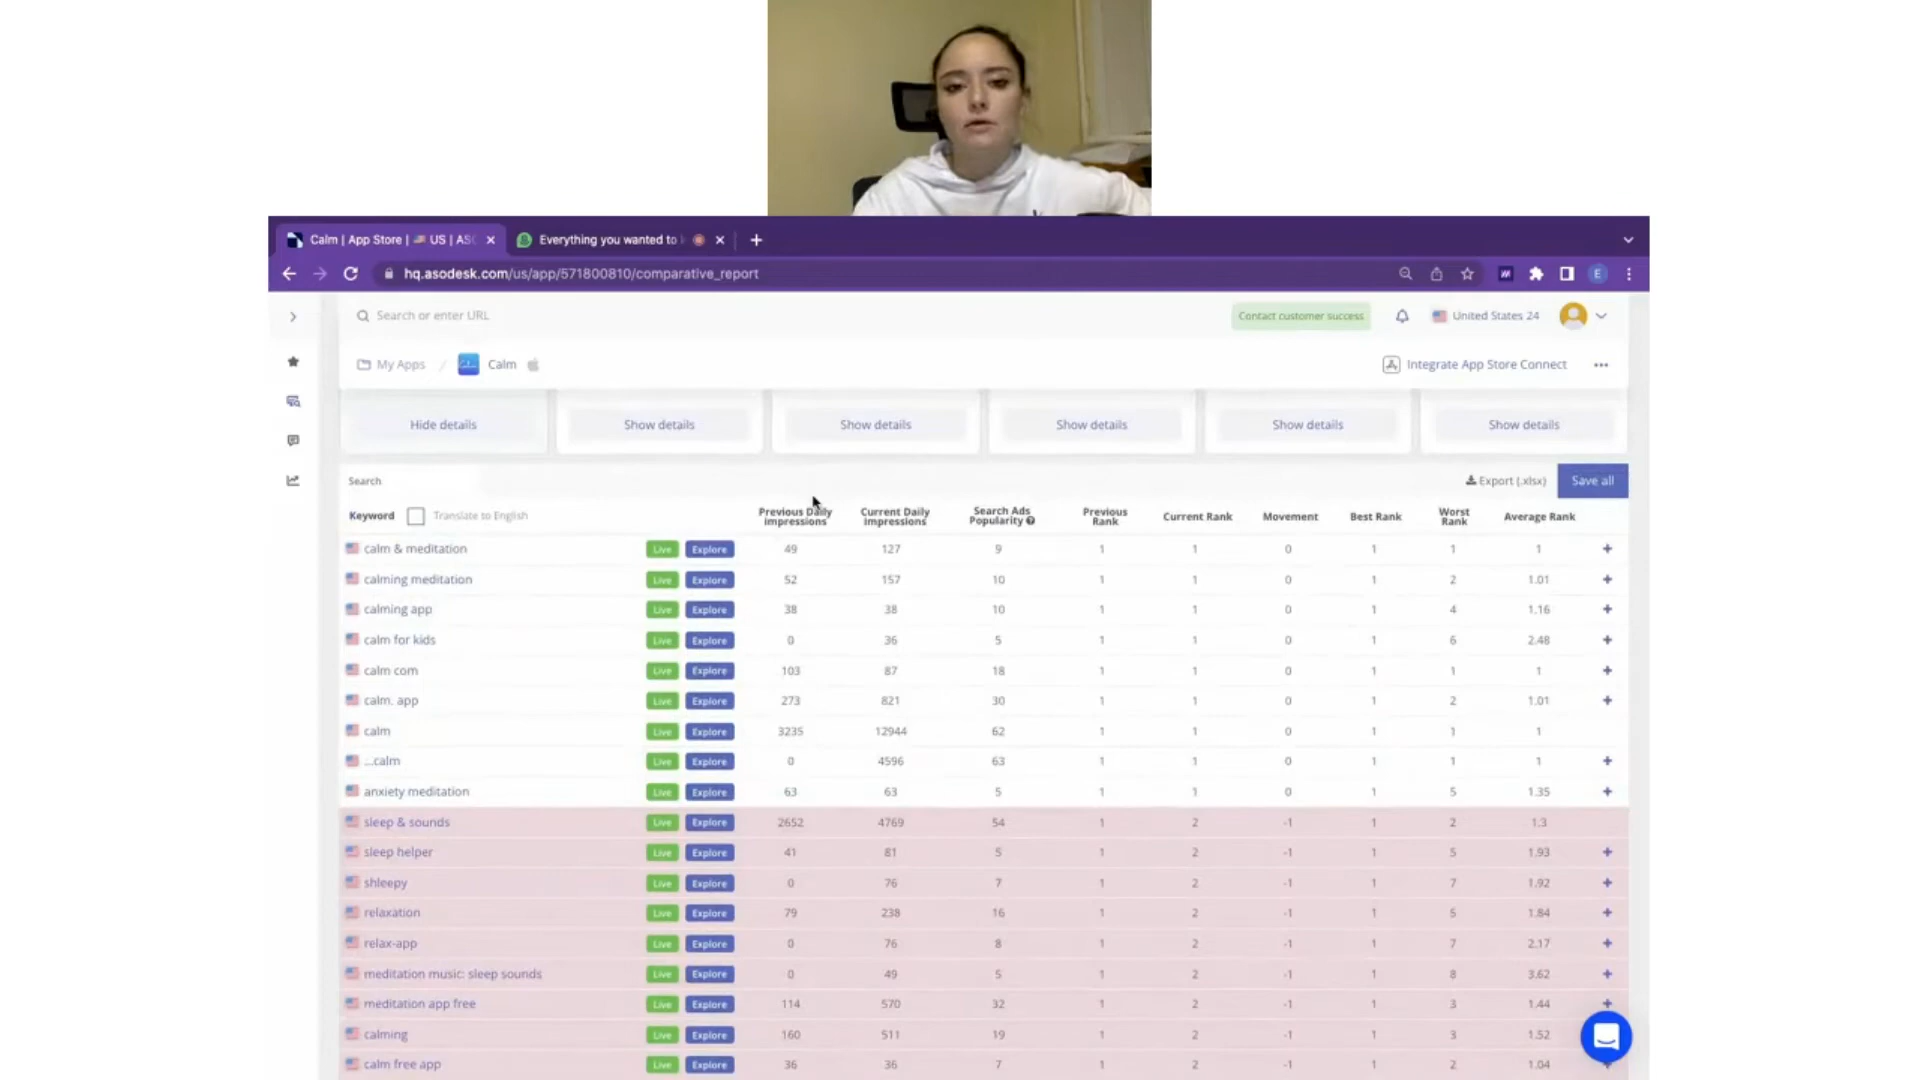 Calm | App Store | US | ASO
Everything you wanted to
hq.asodesk.com/us/app/571800810/comparative_report
E
Search or enter URL
Contact customer success
United States 24
My Apps / Calm
Integrate App Store Connect
Hide details Show details Show details Show details Show details Show details
Search
Export (.xlsx)
Save all
Keyword Translate to English Previous Daily Impressions Current Daily Impressions Search Ads Popularity Previous Rank Current Rank Movement Best Rank Worst Rank Average Rank
calm & meditation Live Explore 49 127 9 1 1 0 1 1 1 +
calming meditation Live Explore 52 157 10 1 1 0 1 2 1.01 +
calming app Live Explore 38 38 10 1 1 0 1 4 1.16 +
calm for kids Live Explore 0 36 5 1 1 0 1 6 2.48 +
calm com Live Explore 103 87 18 1 1 0 1 1 1 +
calm. app Live Explore 273 821 30 1 1 0 1 2 1.01 +
calm Live Explore 3235 12944 62 1 1 0 1 1 1
...calm Live Explore 0 4596 63 1 1 0 1 1 1 +
anxiety meditation Live Explore 63 63 5 1 1 0 1 5 1.35 +
sleep & sounds Live Explore 2652 4769 54 1 2 -1 1 2 1.3
sleep helper Live Explore 41 81 5 1 2 -1 1 5 1.93 +
shleepy Live Explore 0 76 7 1 2 -1 1 7 1.92 +
relaxation Live Explore 79 238 16 1 2 -1 1 5 1.84 +
relax-app Live Explore 0 76 8 1 2 -1 1 7 2.17 +
meditation music: sleep sounds Live Explore 0 49 5 1 2 -1 1 8 3.62 +
meditation app free Live Explore 114 570 32 1 2 -1 1 3 1.44 +
calming Live Explore 160 511 19 1 2 -1 1 3 1.52
calm free app Live Explore 36 36 7 1 2 -1 1 2 1.04